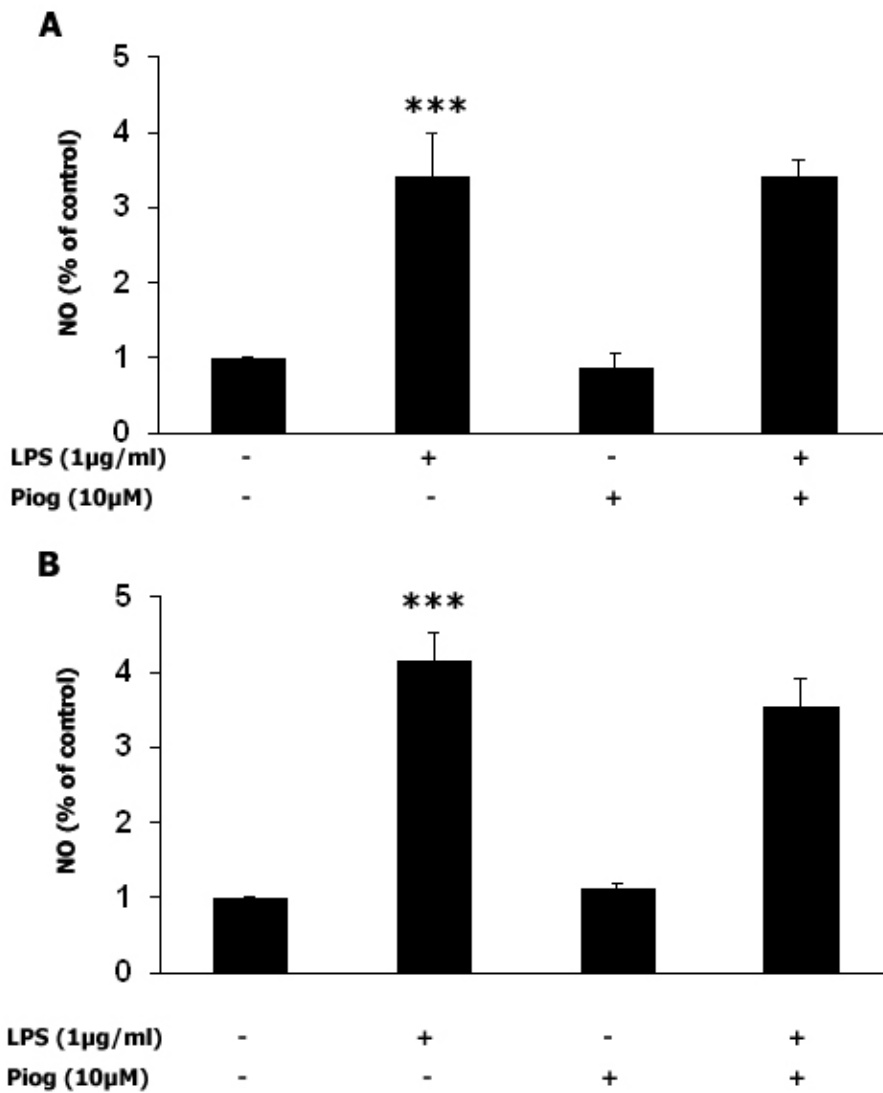 A
5
***
4
3
2
1
0
NO (% of control)
LPS (1µg/ml) - + - +
Piog (10µM) - - + +
B
5
***
4
3
2
1
0
NO (% of control)
LPS (1µg/ml) - + - +
Piog (10µM) - - + +